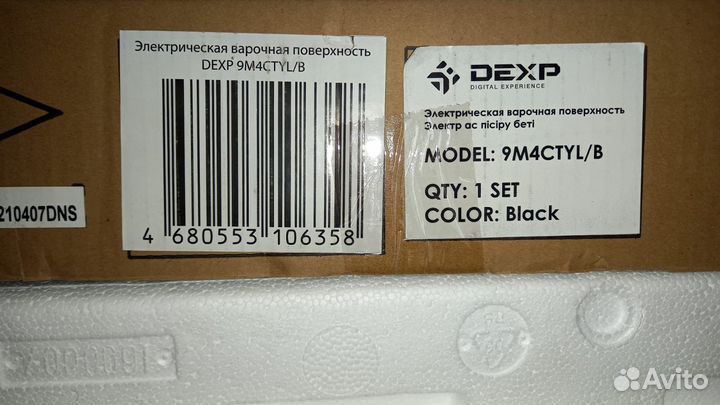 Электрическая варочная поверхность
DEXP 9M4CTYL/B
4 680553 106358
DEXP
DIGITAL EXPERIENCE
Электрическая варочная поверхность
Электр ас пісіру беті
MODEL: 9M4CTYL/B
QTY: 1 SET
COLOR: Black
210407DNS
Avito